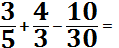 3/5 + 4/3 - 10/30 =